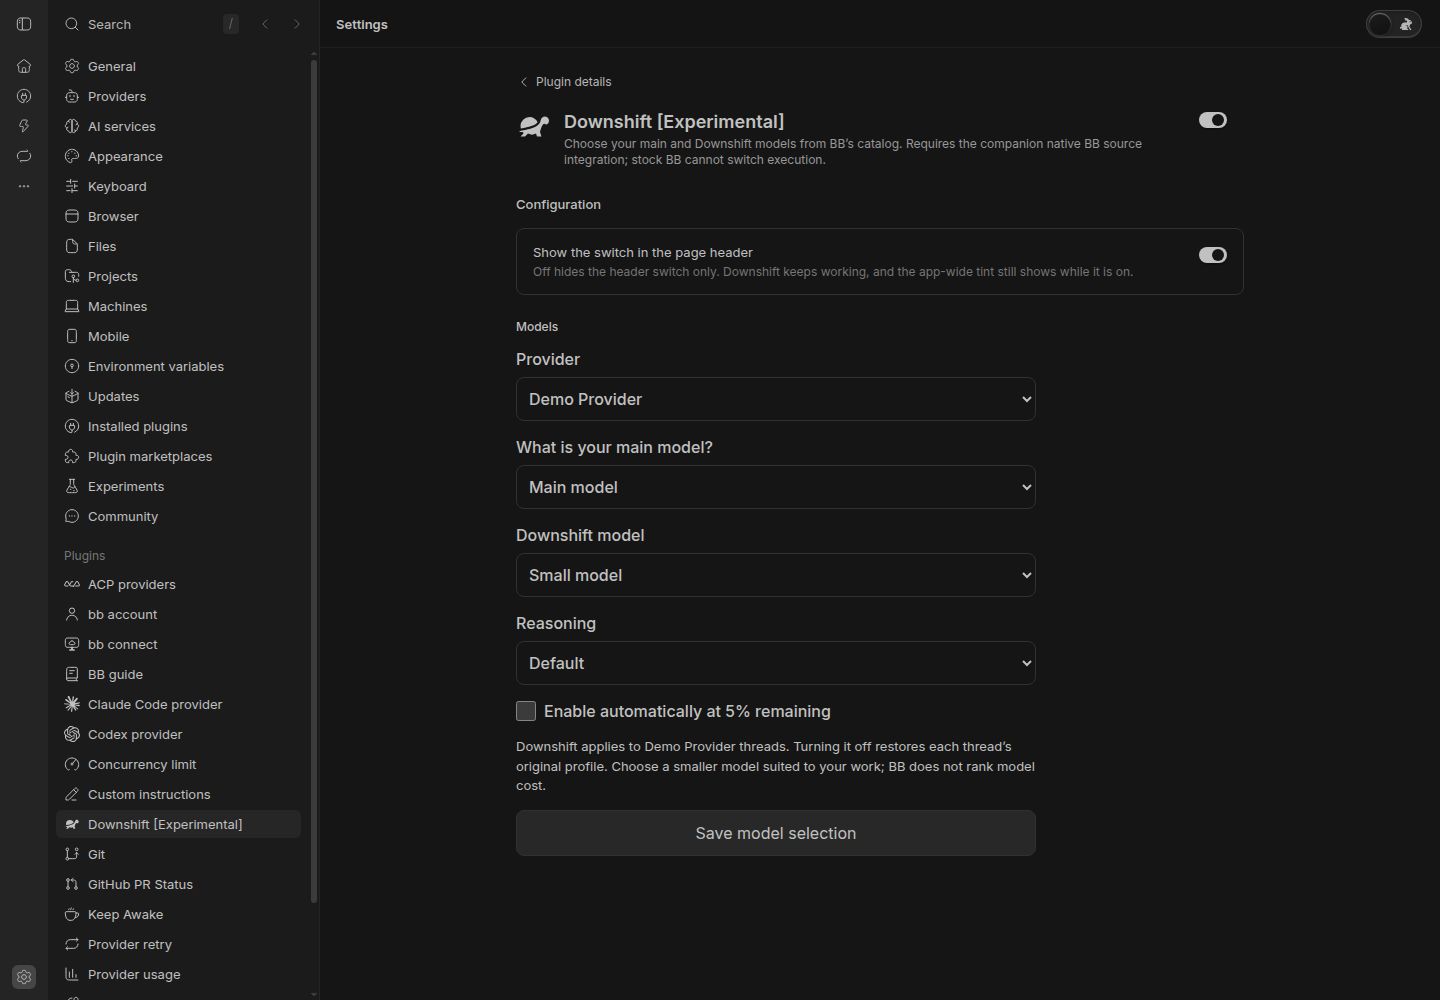 Search
/
Settings
General
Providers
AI services
Appearance
Keyboard
Browser
Files
Projects
Machines
Mobile
Environment variables
Updates
Installed plugins
Plugin marketplaces
Experiments
Community
Plugins
ACP providers
bb account
bb connect
BB guide
Claude Code provider
Codex provider
Concurrency limit
Custom instructions
Downshift [Experimental]
Git
GitHub PR Status
Keep Awake
Provider retry
Provider usage
Plugin details
Downshift [Experimental]
Choose your main and Downshift models from BB’s catalog. Requires the companion native BB source
integration; stock BB cannot switch execution.
Configuration
Show the switch in the page header
Off hides the header switch only. Downshift keeps working, and the app-wide tint still shows while it is on.
Models
Provider
Demo Provider
What is your main model?
Main model
Downshift model
Small model
Reasoning
Default
Enable automatically at 5% remaining
Downshift applies to Demo Provider threads. Turning it off restores each thread’s
original profile. Choose a smaller model suited to your work; BB does not rank model
cost.
Save model selection